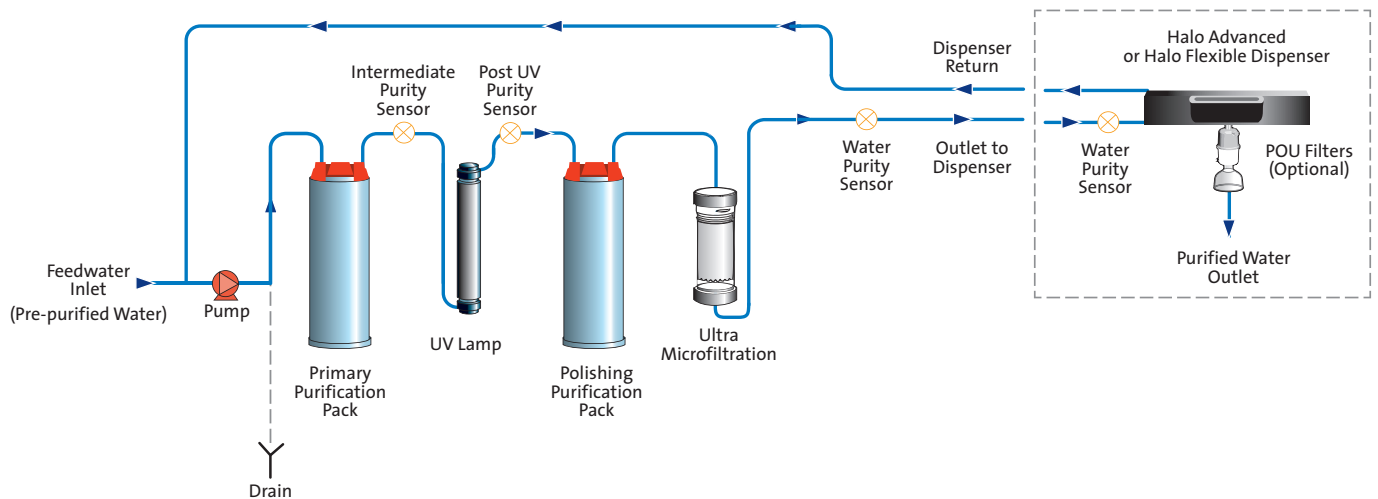 Halo Advanced
or Halo Flexible Dispenser
Dispenser
Return
Intermediate
Purity
Sensor
Post UV
Purity
Sensor
Water
Purity
Sensor
Outlet to
Dispenser
Water
Purity
Sensor
POU Filters
(Optional)
Purified Water
Outlet
Feedwater
Inlet
(Pre-purified Water)
Pump
UV Lamp
Ultra
Microfiltration
Primary
Purification
Pack
Polishing
Purification
Pack
Drain